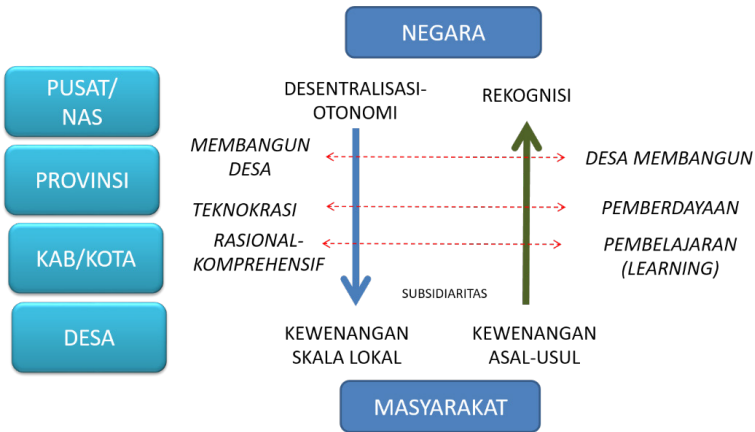 NEGARA
PUSAT/
NAS
PROVINSI
KAB/KOTA
DESA
DESENTRALISASI-
OTONOMI
REKOGNISI
MEMBANGUN
DESA
DESA MEMBANGUN
TEKNOKRASI
PEMBERDAYAAN
RASIONAL-
KOMPREHENSIF
PEMBELAJARAN
(LEARNING)
SUBSIDIARITAS
KEWENANGAN
SKALA LOKAL
KEWENANGAN
ASAL-USUL
MASYARAKAT